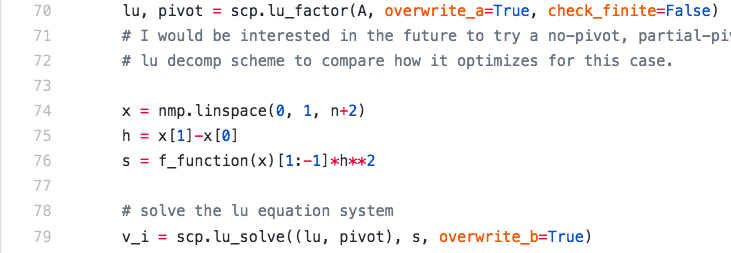 70 lu, pivot = scp.lu_factor(A, overwrite_a=True, check_finite=False)
71 # I would be interested in the future to try a no-pivot,
72 # lu decomp scheme to compare how it optimizes for this case.
73
74 x = nmp.linspace(0, 1, n+2)
75 h = x[1]-x[0]
76 s = f_function(x)[1:-1]*h**2
77
78 # solve the lu equation system
79 v_i = scp.lu_solve((lu, pivot), s, overwrite_b=True)